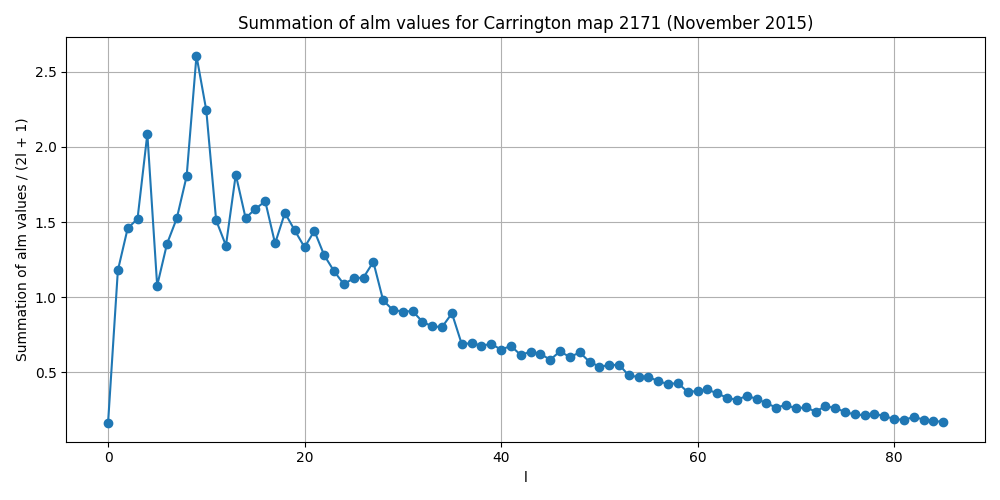 Summation of alm values for Carrington map 2171 (November 2015)
Summation of alm values / (2l + 1)
2.5
2.0
1.5
1.0
0.5
0 20 40 60 80
l